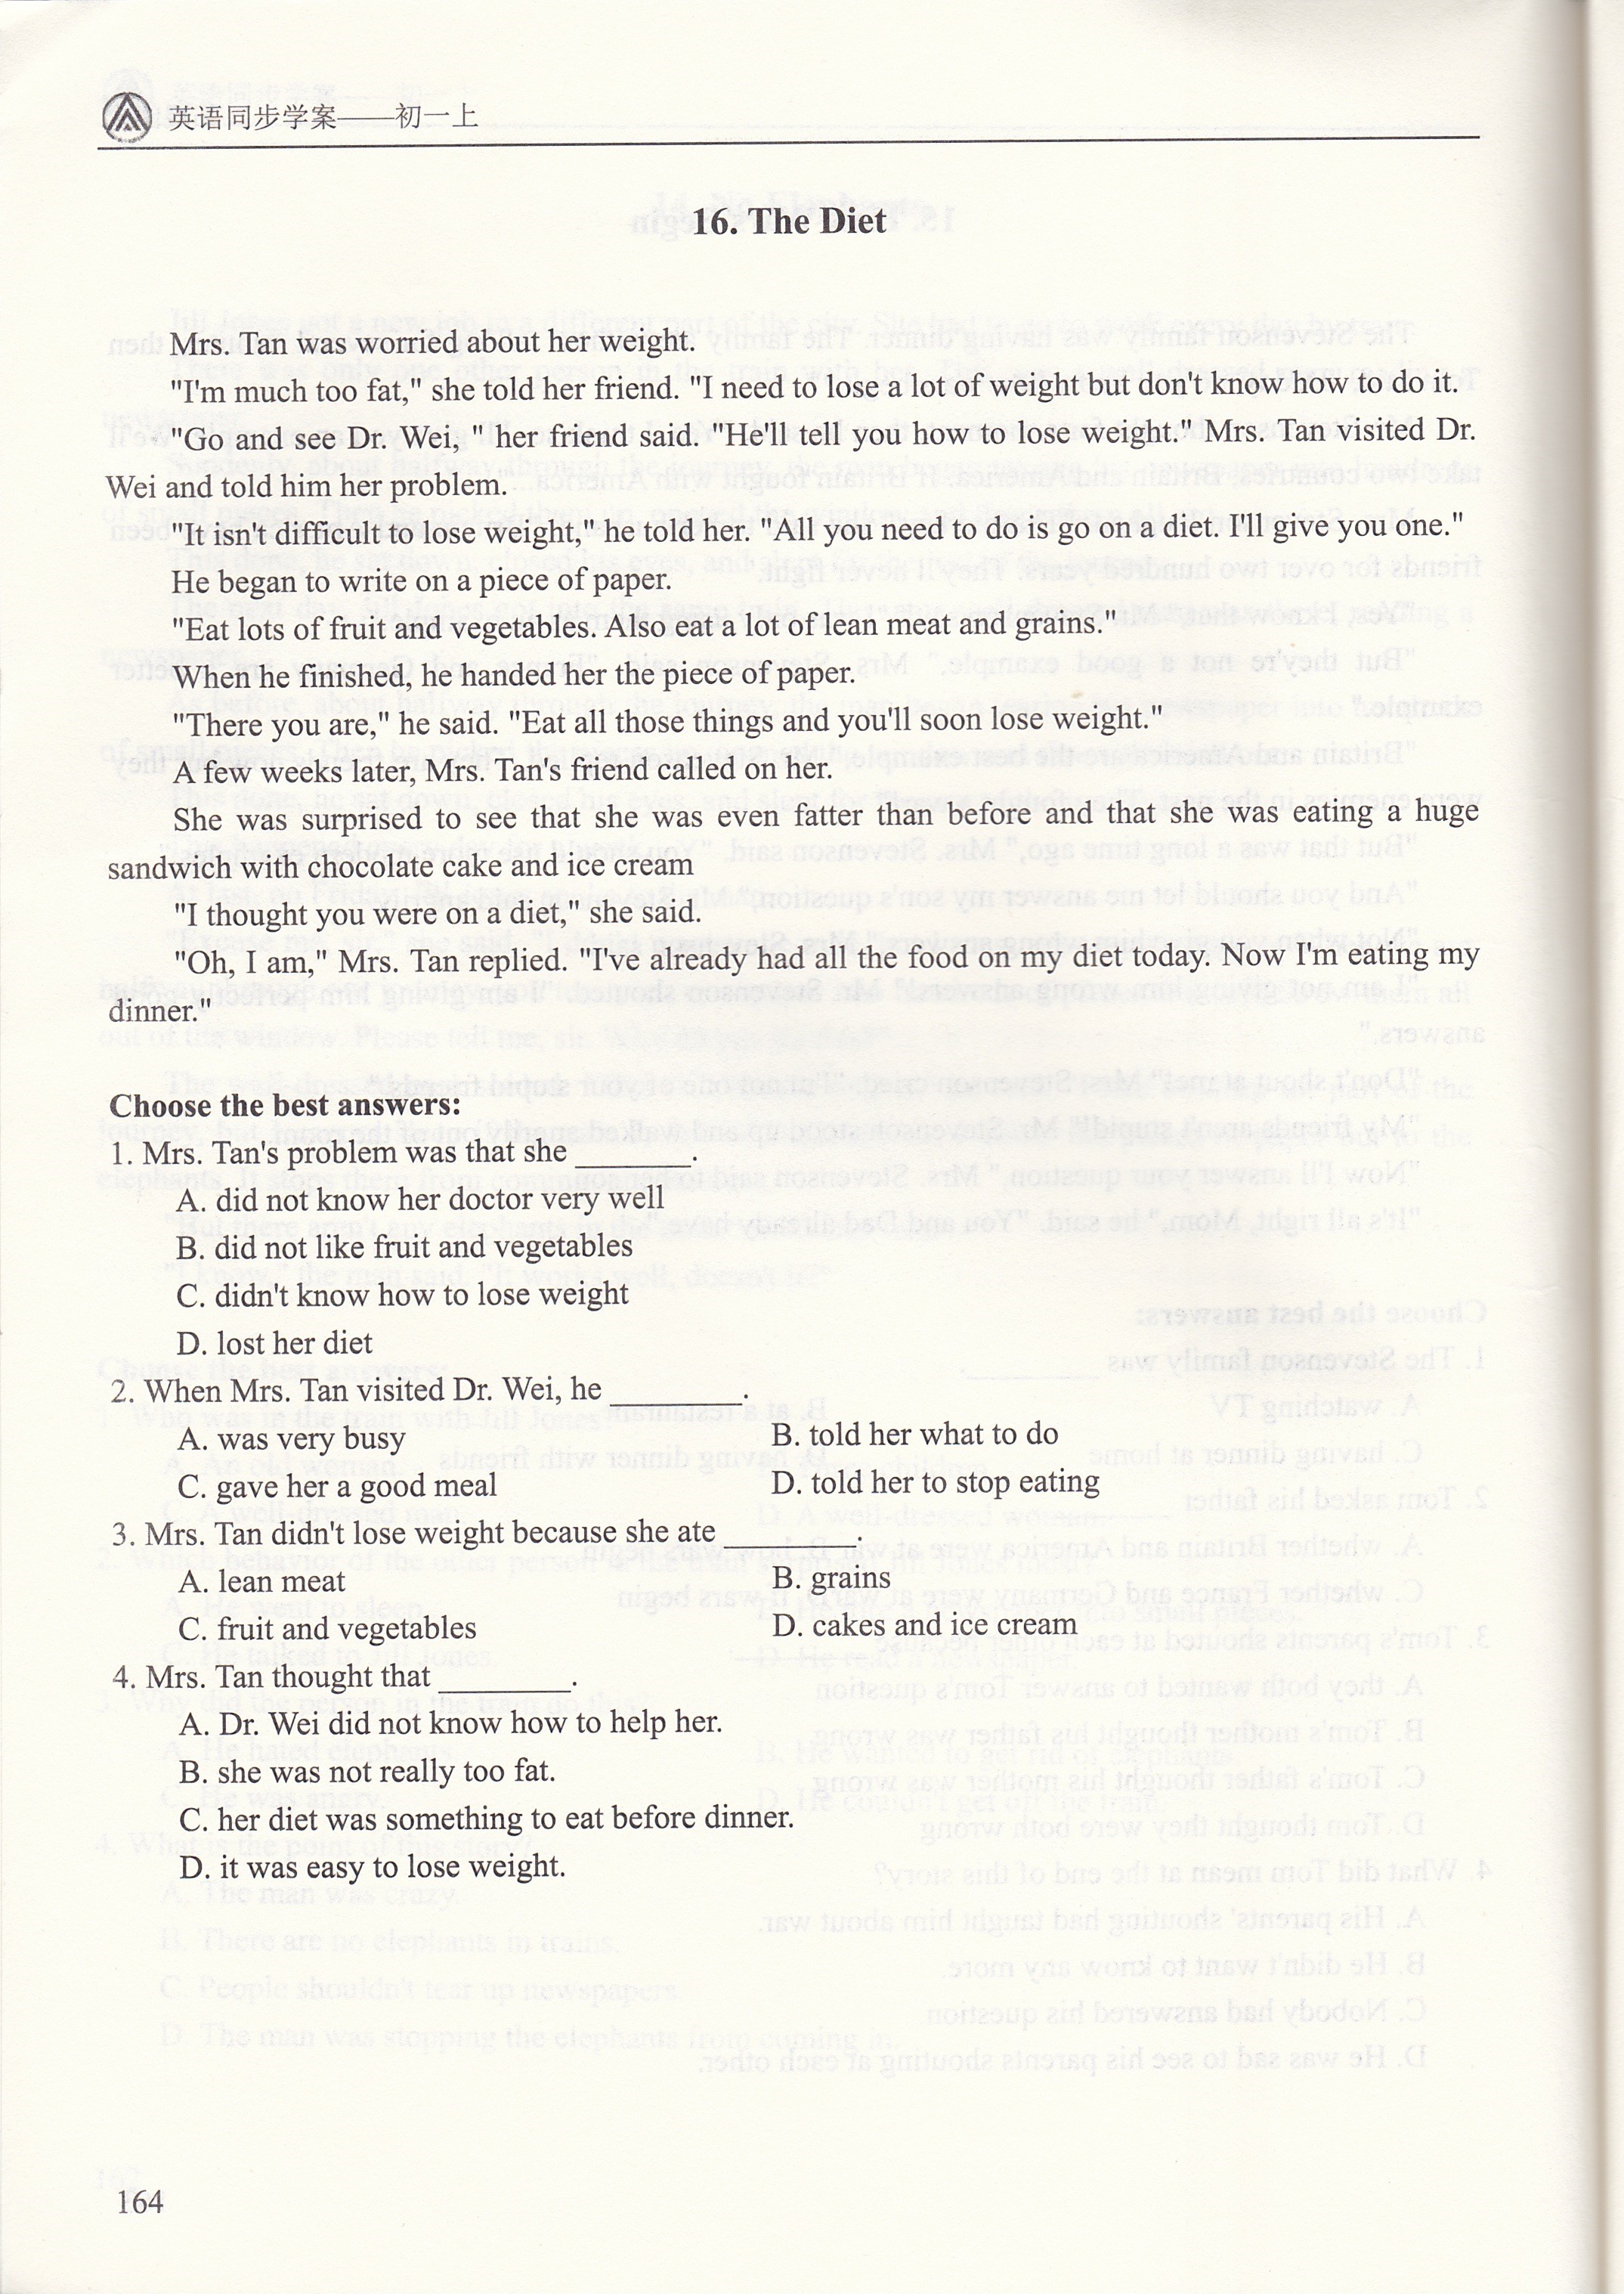 英语同步学案——初一上
16. The Diet
Mrs. Tan was worried about her weight.
"I'm much too fat," she told her friend. "I need to lose a lot of weight but don't know how to do it.
"Go and see Dr. Wei, " her friend said. "He'll tell you how to lose weight." Mrs. Tan visited Dr.
Wei and told him her problem.
"It isn't difficult to lose weight," he told her. "All you need to do is go on a diet. I'll give you one."
He began to write on a piece of paper.
"Eat lots of fruit and vegetables. Also eat a lot of lean meat and grains."
When he finished, he handed her the piece of paper.
"There you are," he said. "Eat all those things and you'll soon lose weight."
A few weeks later, Mrs. Tan's friend called on her.
She was surprised to see that she was even fatter than before and that she was eating a huge
sandwich with chocolate cake and ice cream
"I thought you were on a diet," she said.
"Oh, I am," Mrs. Tan replied. "I've already had all the food on my diet today. Now I'm eating my
dinner."
Choose the best answers:
1. Mrs. Tan's problem was that she _______.
A. did not know her doctor very well
B. did not like fruit and vegetables
C. didn't know how to lose weight
D. lost her diet
2. When Mrs. Tan visited Dr. Wei, he ________.
A. was very busy B. told her what to do
C. gave her a good meal D. told her to stop eating
3. Mrs. Tan didn't lose weight because she ate ________.
A. lean meat B. grains
C. fruit and vegetables D. cakes and ice cream
4. Mrs. Tan thought that ________.
A. Dr. Wei did not know how to help her.
B. she was not really too fat.
C. her diet was something to eat before dinner.
D. it was easy to lose weight.
164